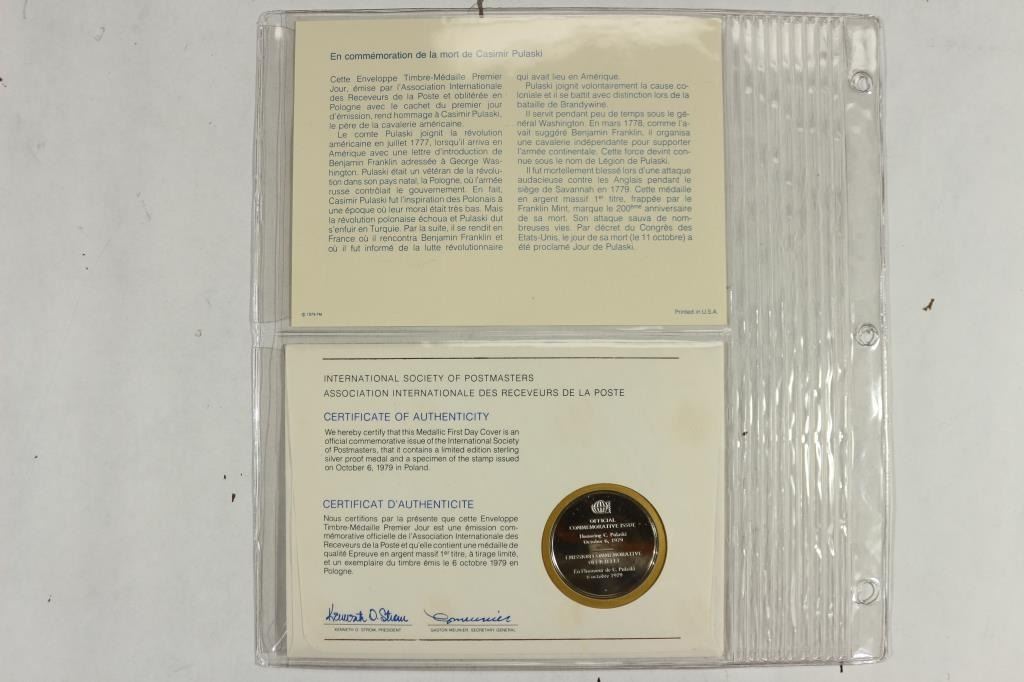 En commémoration de la mort de Casimir Pulaski
Cette Enveloppe Timbre-Médaille Premier
Jour, émise par l'Association Internationale
des Receveurs de la Poste et oblitérée en
Pologne avec le cachet du premier jour
d'émission, rend hommage à Casimir Pulaski,
le père de la cavalerie américaine.
Le comte Pulaski joignit la révolution
américaine en juillet 1777, lorsqu'il arriva en
Amérique avec une lettre d'introduction de
Benjamin Franklin adressée à George Was-
hington. Pulaski était un vétéran de la révolu-
tion dans son pays natal, la Pologne, où l'armée
russe contrôlait le gouvernement. En fait,
Casimir Pulaski fut l'inspiration des Polonais à
une époque où leur moral était très bas. Mais
la révolution polonaise échoua et Pulaski dut
s'enfuir en Turquie. Par la suite, il se rendit en
France où il rencontra Benjamin Franklin et
où il fut informé de la lutte révolutionnaire
qui avait lieu en Amérique.
Pulaski joignit volontairement la cause co-
loniale et il se battit avec distinction lors de la
bataille de Brandywine.
Il servit pendant peu de temps sous le gé-
néral Washington. En mars 1778, comme l'a-
vait suggéré Benjamin Franklin, il organisa
une cavalerie indépendante pour supporter
l'armée continentale. Cette force devint con-
nue sous le nom de Légion de Pulaski.
Il fut mortellement blessé lors d'une attaque
audacieuse contre les Anglais pendant le
siège de Savannah en 1779. Cette médaille
en argent massif 1er titre, frappée par le
Franklin Mint, marque le 200ème anniversaire
de sa mort. Son attaque sauva de nom-
breuses vies. Par décret du Congrès des
Etats-Unis, le jour de sa mort (le 11 octobre) a
été proclamé Jour de Pulaski.
© 1979 FM
Printed in U.S.A.
INTERNATIONAL SOCIETY OF POSTMASTERS
ASSOCIATION INTERNATIONALE DES RECEVEURS DE LA POSTE
CERTIFICATE OF AUTHENTICITY
We hereby certify that this Medallic First Day Cover is an
official commemorative issue of the International Society
of Postmasters, that it contains a limited edition sterling
silver proof medal and a specimen of the stamp issued
on October 6, 1979 in Poland.
CERTIFICAT D'AUTHENTICITE
Nous certifions par la présente que cette Enveloppe
Timbre-Médaille Premier Jour est une émission com-
mémorative officielle de l'Association Internationale des
Receveurs de la Poste et qu'elle contient une médaille de
qualité Epreuve en argent massif 1er titre, à tirage limité,
et un exemplaire du timbre émis le 6 octobre 1979 en
Pologne.
OFFICIAL
COMMEMORATIVE ISSUE
Honoring C. Pulaski
October 6, 1979
EMISSION COMMEMORATIVE
OFFICIELLE
En l'honneur de C. Pulaski
6 octobre 1979
Kenneth O. Strom
G Meunier
KENNETH O. STROM, PRESIDENT
GASTON MEUNIER, SECRETARY GENERAL